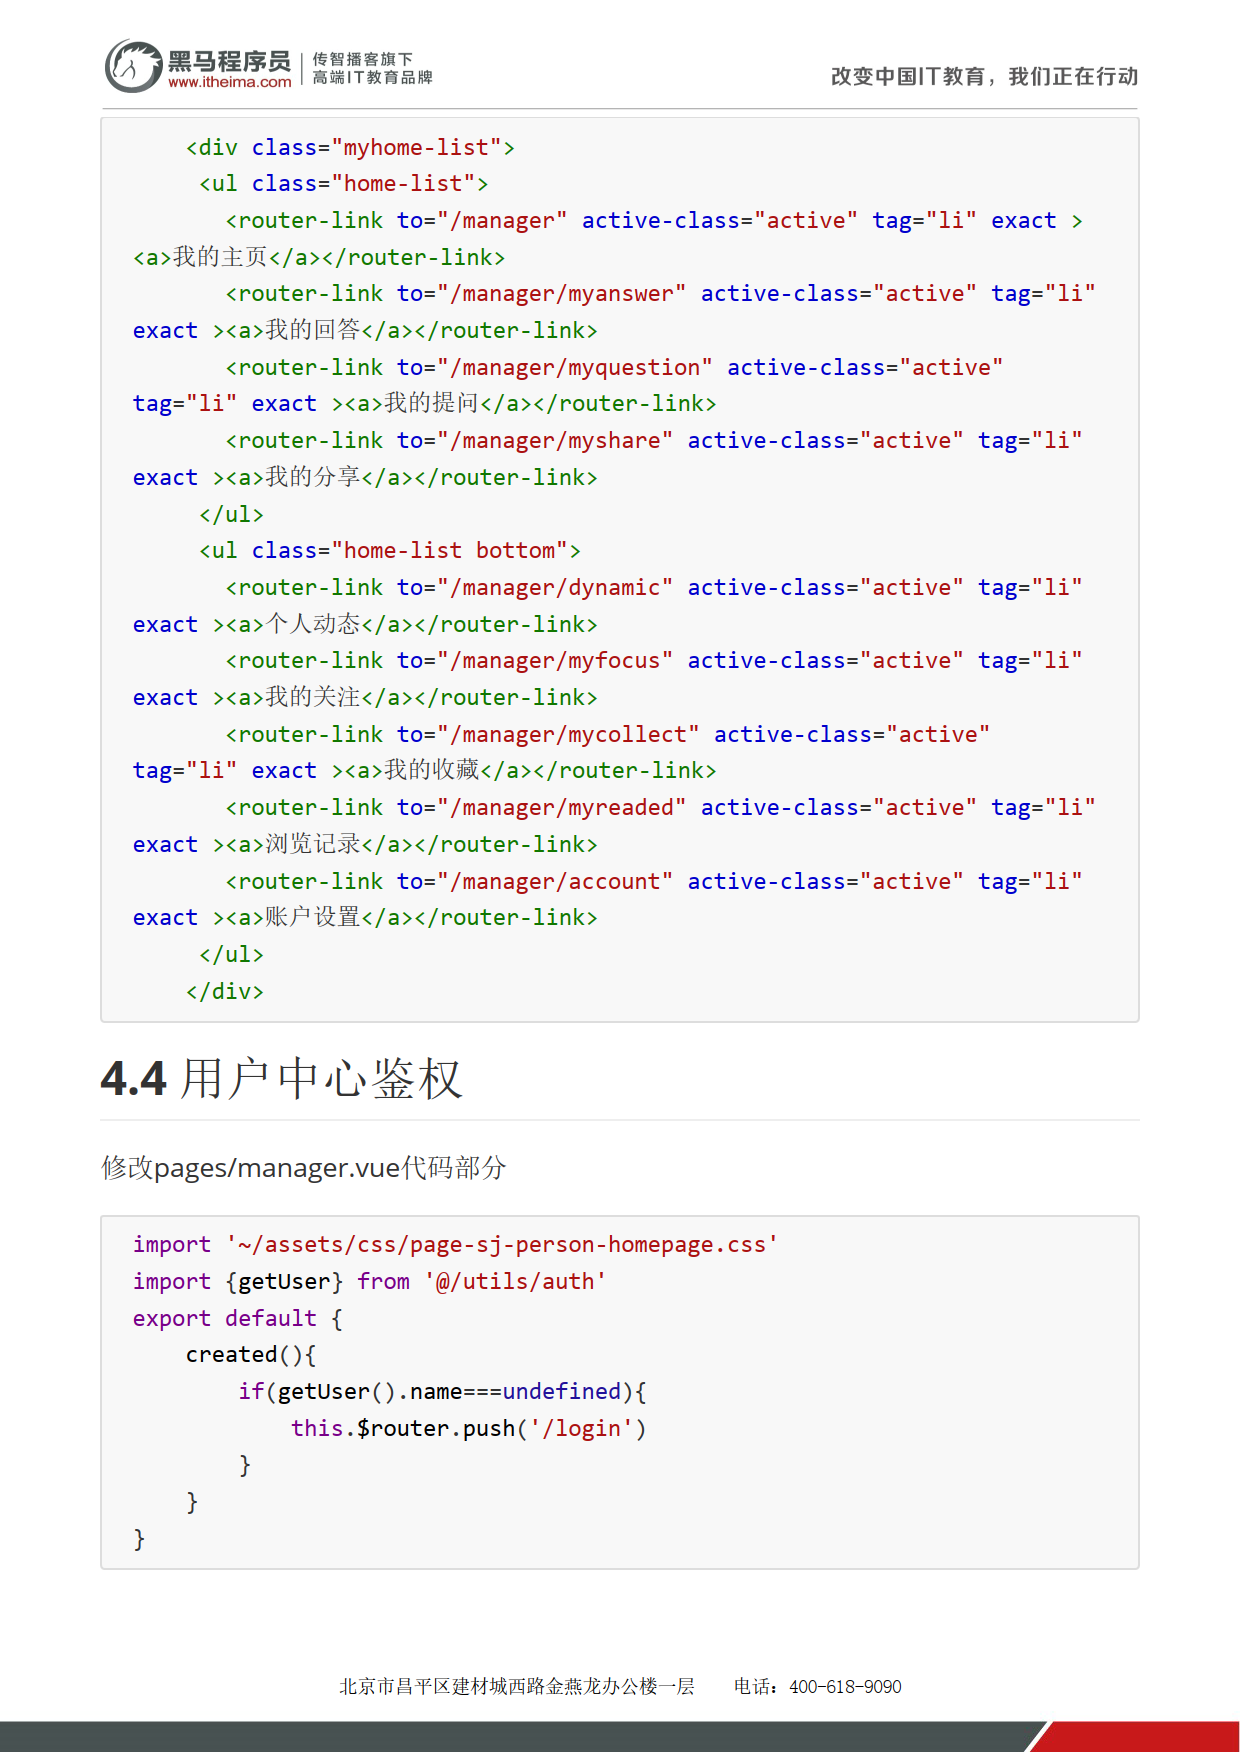 黑马程序员
www.itheima.com
传智播客旗下
高端IT教育品牌
改变中国IT教育，我们正在行动
    <div class="myhome-list">
     <ul class="home-list">
       <router-link to="/manager" active-class="active" tag="li" exact >
<a>我的主页</a></router-link>
       <router-link to="/manager/myanswer" active-class="active" tag="li"
exact ><a>我的回答</a></router-link>
       <router-link to="/manager/myquestion" active-class="active"
tag="li" exact ><a>我的提问</a></router-link>
       <router-link to="/manager/myshare" active-class="active" tag="li"
exact ><a>我的分享</a></router-link>
     </ul>
     <ul class="home-list bottom">
       <router-link to="/manager/dynamic" active-class="active" tag="li"
exact ><a>个人动态</a></router-link>
       <router-link to="/manager/myfocus" active-class="active" tag="li"
exact ><a>我的关注</a></router-link>
       <router-link to="/manager/mycollect" active-class="active"
tag="li" exact ><a>我的收藏</a></router-link>
       <router-link to="/manager/myreaded" active-class="active" tag="li"
exact ><a>浏览记录</a></router-link>
       <router-link to="/manager/account" active-class="active" tag="li"
exact ><a>账户设置</a></router-link>
     </ul>
    </div>
4.4 用户中心鉴权
修改pages/manager.vue代码部分
import '~/assets/css/page-sj-person-homepage.css'
import {getUser} from '@/utils/auth'
export default {
    created(){
        if(getUser().name===undefined){
            this.$router.push('/login')
        }
    }
}
北京市昌平区建材城西路金燕龙办公楼一层 电话：400-618-9090